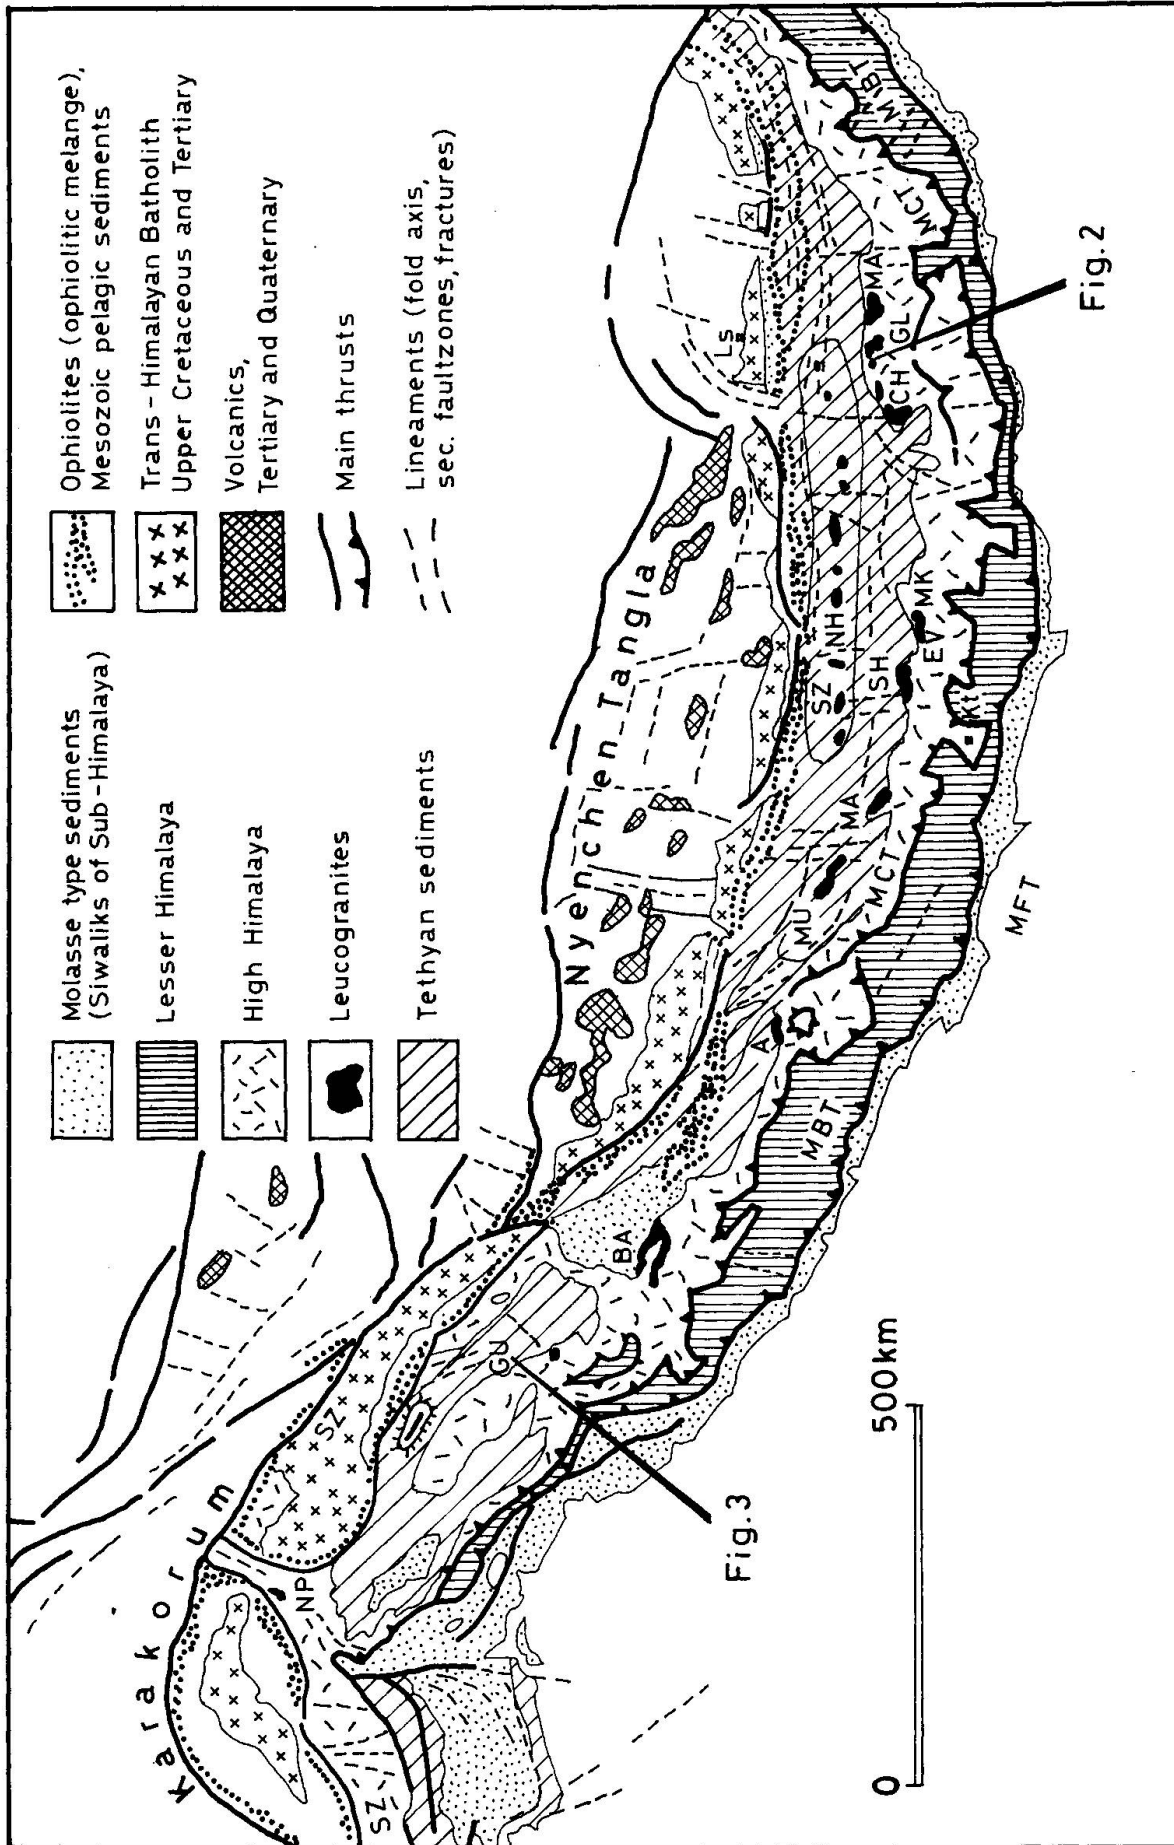 Molasse type sediments
(Siwaliks of Sub-Himalaya)
Lesser Himalaya
High Himalaya
Leucogranites
Tethyan sediments
Ophiolites (ophiolitic melange),
Mesozoic pelagic sediments
Trans-Himalayan Batholith
Upper Cretaceous and Tertiary
Volcanics,
Tertiary and Quaternary
Main thrusts
Lineaments (fold axis,
sec. faultzones, fractures)
Karakorum
Nyenchen Tangla
SZ
NP
SZ
GU
BA
A
MU
MA
SZ
NH
SH
EV
MK
Kt
Ls
CH
GL
MA
MCT
MBT
MCT
MBT
MFT
Fig.3
Fig.2
0
500km